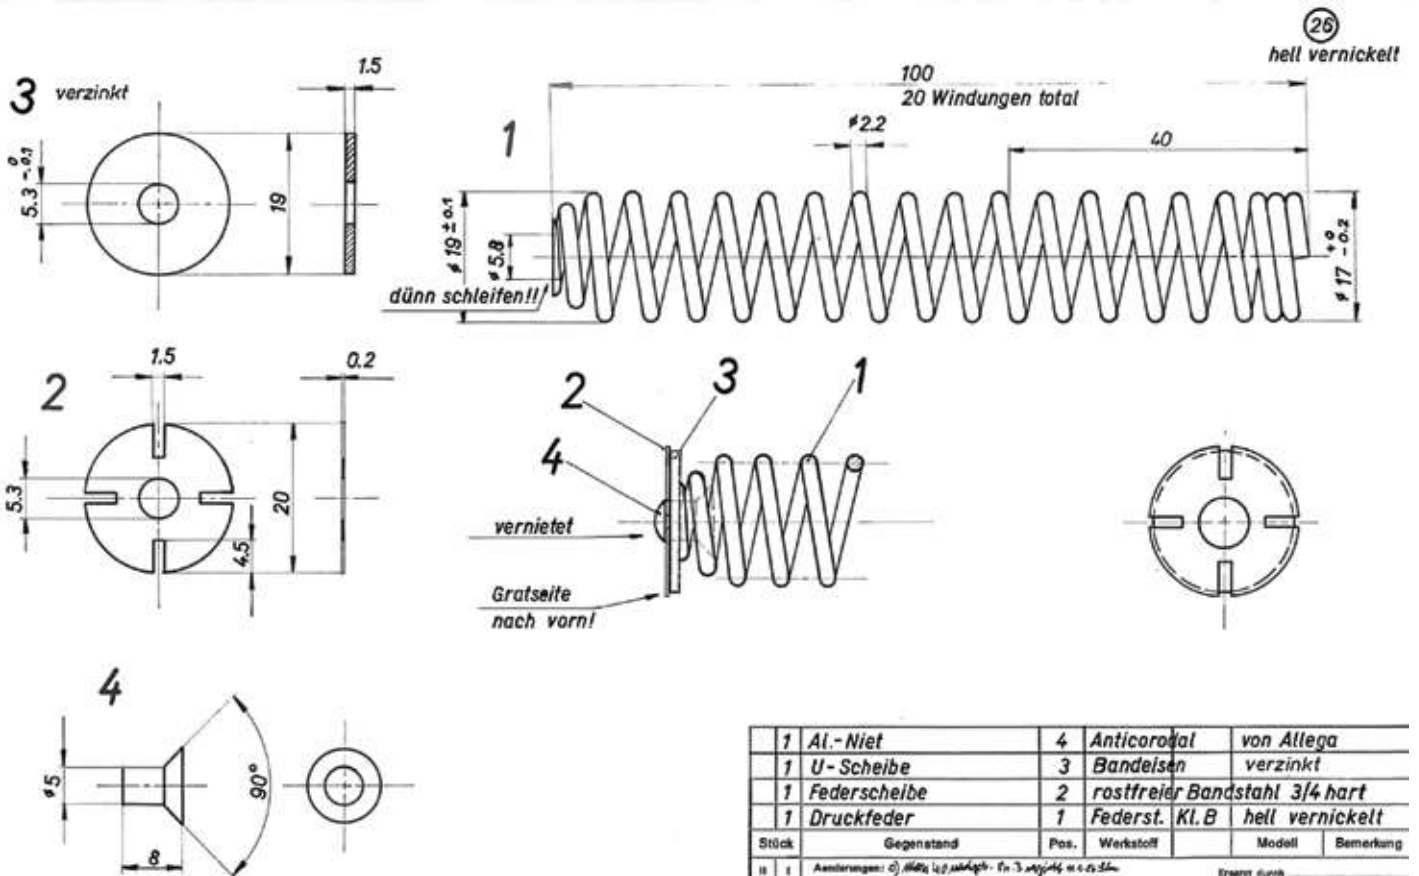 26
hell vernickelt
3 verzinkt
1.5
5.3 -0.1 0
19
1
100
20 Windungen total
ø2.2
40
ø19 ±0.1
ø5.8
dünn schleifen!!
ø17 +0 -0.2
2
1.5
0.2
5.3
4.5
20
2
3
1
4
vernietet
Gratseite
nach vorn!
4
ø5
8
90°
1 Al.-Niet 4 Anticorodal von Allega
1 U-Scheibe 3 Bandeisen verzinkt
1 Federscheibe 2 rostfreier Bandstahl 3/4 hart
1 Druckfeder 1 Federst. Kl.B hell vernickelt
Stück Gegenstand Pos. Werkstoff Modell Bemerkung
Aenderungen:
Ersetzt durch